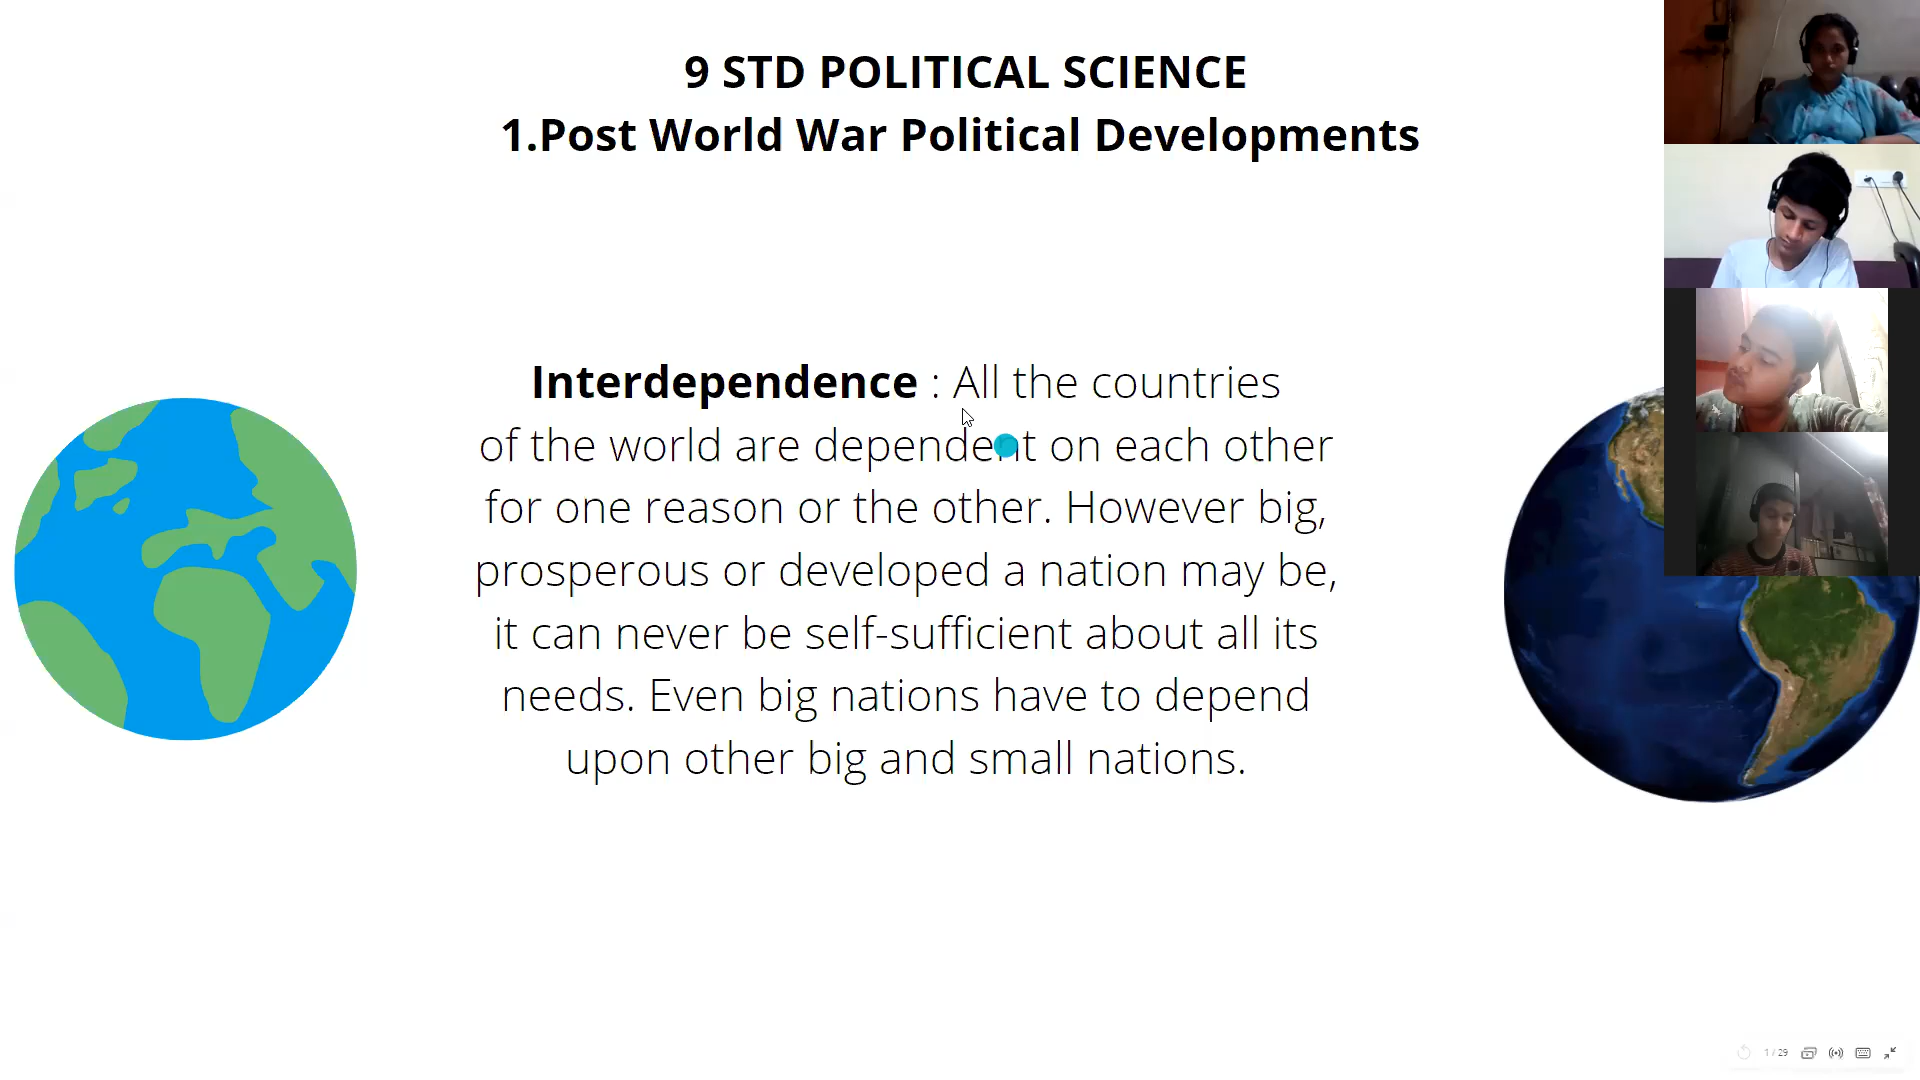 9 STD POLITICAL SCIENCE
1.Post World War Political Developments
Interdependence : All the countries
of the world are dependent on each other
for one reason or the other. However big,
prosperous or developed a nation may be,
it can never be self-sufficient about all its
needs. Even big nations have to depend
upon other big and small nations.
1 / 29